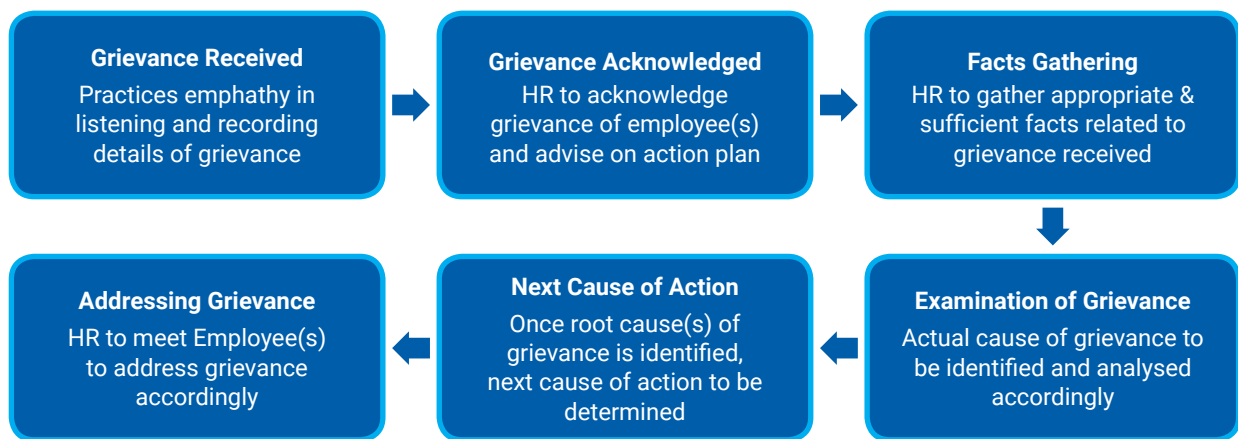 Grievance Received
Practices emphathy in
listening and recording
details of grievance
Grievance Acknowledged
HR to acknowledge
grievance of employee(s)
and advise on action plan
Facts Gathering
HR to gather appropriate &
sufficient facts related to
grievance received
Examination of Grievance
Actual cause of grievance to
be identified and analysed
accordingly
Next Cause of Action
Once root cause(s) of
grievance is identified,
next cause of action to be
determined
Addressing Grievance
HR to meet Employee(s)
to address grievance
accordingly